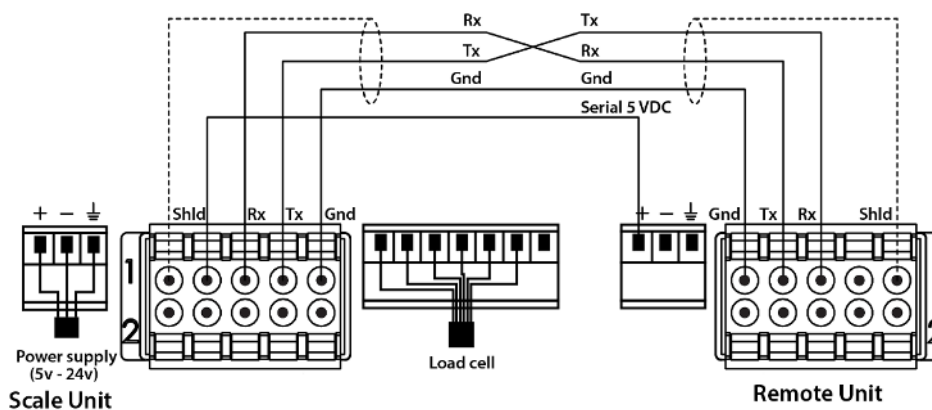 Rx Tx
Tx Rx
Gnd Gnd
Serial 5 VDC
+ − ⏚ Shld Rx Tx Gnd + − ⏚ Gnd Tx Rx Shld
1
2 2
Power supply
(5v - 24v)
Load cell
Scale Unit
Remote Unit